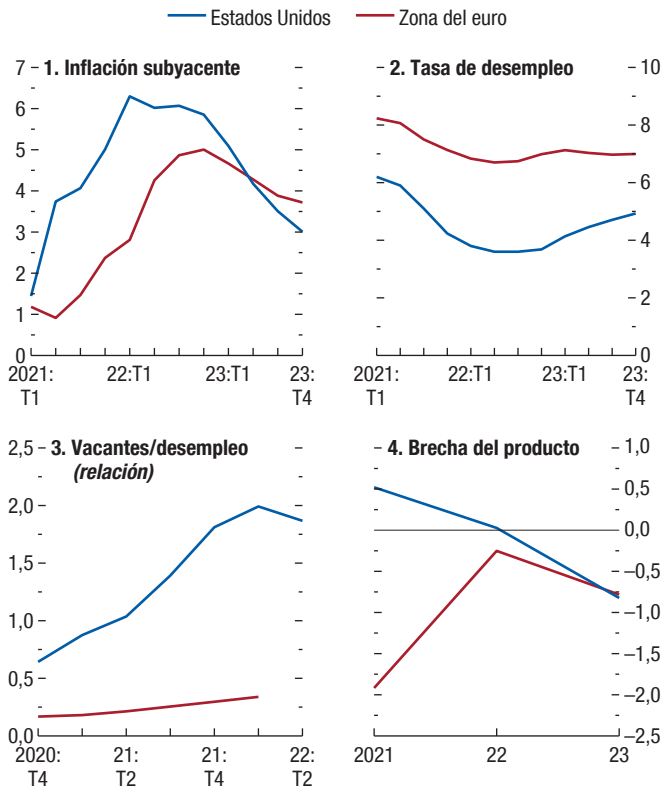 Estados Unidos Zona del euro
1. Inflación subyacente
7
6
5
4
3
2
1
0
2021: 22:T1 23:T1 23:
T1 T4
2. Tasa de desempleo
10
8
6
4
2
0
2021: 22:T1 23:T1 23:
T1 T4
3. Vacantes/desempleo
(relación)
2,5
2,0
1,5
1,0
0,5
0,0
2020: 21: 21: 22:
T4 T2 T4 T2
4. Brecha del producto
1,0
0,5
0,0
–0,5
–1,0
–1,5
–2,0
–2,5
2021 22 23